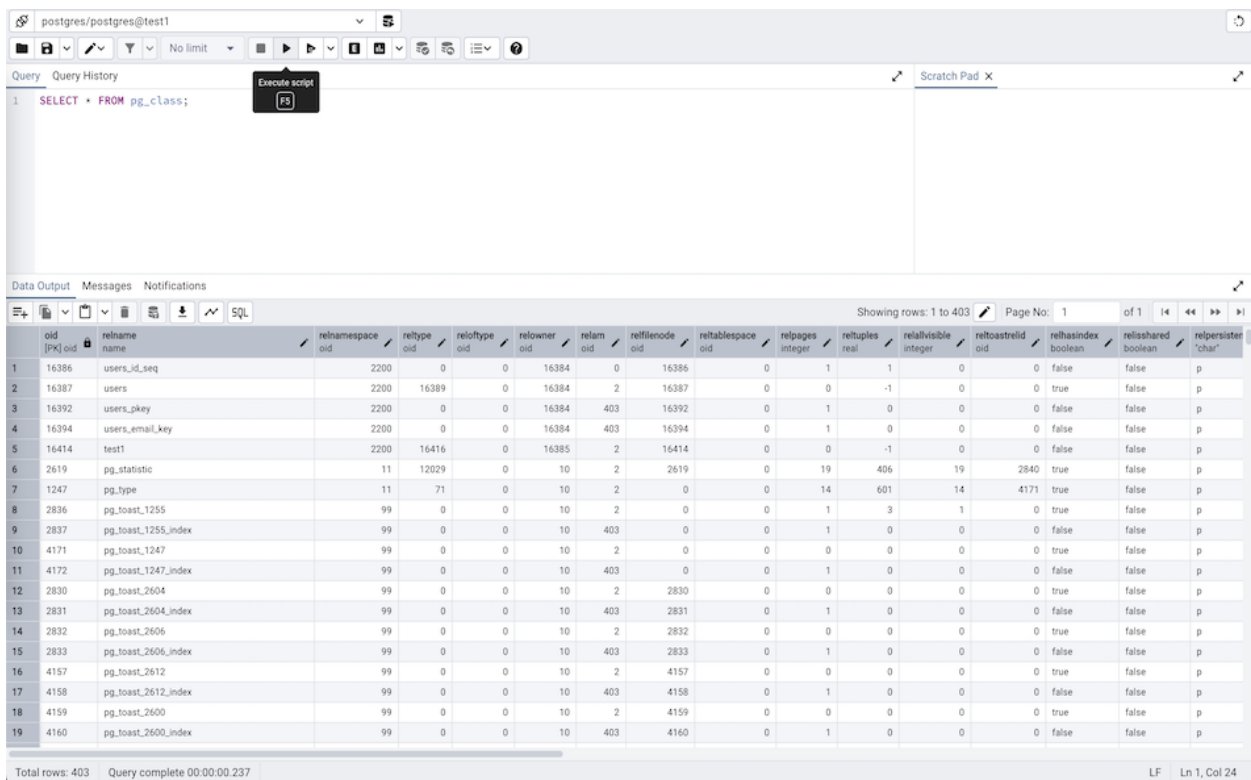 postgres/postgres@test1
No limit
Query Query History Scratch Pad X
Execute script
F5
1 SELECT * FROM pg_class;
Data Output Messages Notifications
SQL Showing rows: 1 to 403 Page No: 1 of 1
oid relname relnamespace reltype reloftype relowner relam relfilenode reltablespace relpages reltuples relallvisible reltoastrelid relhasindex relisshared relpersisten
[PK] oid name oid oid oid oid oid oid oid integer real integer oid boolean boolean "char"
1 16386 users_id_seq 2200 0 0 16384 0 16386 0 1 1 0 0 false false p
2 16387 users 2200 16389 0 16384 2 16387 0 0 -1 0 0 true false p
3 16392 users_pkey 2200 0 0 16384 403 16392 0 1 0 0 0 false false p
4 16394 users_email_key 2200 0 0 16384 403 16394 0 1 0 0 0 false false p
5 16414 test1 2200 16416 0 16385 2 16414 0 0 -1 0 0 false false p
6 2619 pg_statistic 11 12029 0 10 2 2619 0 19 406 19 2840 true false p
7 1247 pg_type 11 71 0 10 2 0 0 14 601 14 4171 true false p
8 2836 pg_toast_1255 99 0 0 10 2 0 0 1 3 1 0 true false p
9 2837 pg_toast_1255_index 99 0 0 10 403 0 0 1 0 0 0 false false p
10 4171 pg_toast_1247 99 0 0 10 2 0 0 0 0 0 0 true false p
11 4172 pg_toast_1247_index 99 0 0 10 403 0 0 1 0 0 0 false false p
12 2830 pg_toast_2604 99 0 0 10 2 2830 0 0 0 0 0 true false p
13 2831 pg_toast_2604_index 99 0 0 10 403 2831 0 1 0 0 0 false false p
14 2832 pg_toast_2606 99 0 0 10 2 2832 0 0 0 0 0 true false p
15 2833 pg_toast_2606_index 99 0 0 10 403 2833 0 1 0 0 0 false false p
16 4157 pg_toast_2612 99 0 0 10 2 4157 0 0 0 0 0 true false p
17 4158 pg_toast_2612_index 99 0 0 10 403 4158 0 1 0 0 0 false false p
18 4159 pg_toast_2600 99 0 0 10 2 4159 0 0 0 0 0 true false p
19 4160 pg_toast_2600_index 99 0 0 10 403 4160 0 1 0 0 0 false false p
Total rows: 403 Query complete 00:00:00.237 LF Ln 1, Col 24